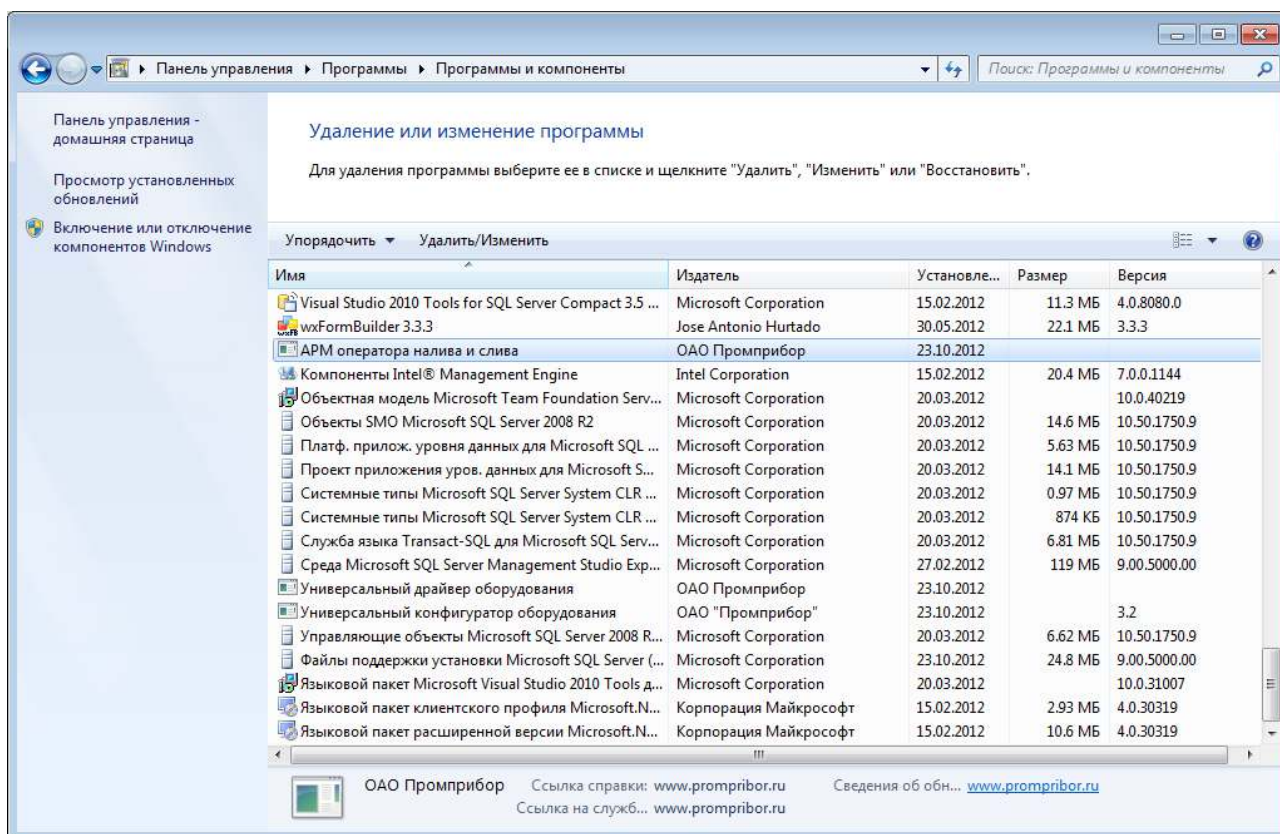 Панель управления Программы Программы и компоненты Поиск: Программы и компоненты
Панель управления -
домашняя страница
Просмотр установленных
обновлений
Включение или отключение
компонентов Windows
Удаление или изменение программы
Для удаления программы выберите ее в списке и щелкните "Удалить", "Изменить" или "Восстановить".
Упорядочить Удалить/Изменить
Имя Издатель Установле... Размер Версия
Visual Studio 2010 Tools for SQL Server Compact 3.5 ... Microsoft Corporation 15.02.2012 11.3 МБ 4.0.8080.0
wxFormBuilder 3.3.3 Jose Antonio Hurtado 30.05.2012 22.1 МБ 3.3.3
АРМ оператора налива и слива ОАО Промприбор 23.10.2012
Компоненты Intel® Management Engine Intel Corporation 15.02.2012 20.4 МБ 7.0.0.1144
Объектная модель Microsoft Team Foundation Serv... Microsoft Corporation 20.03.2012 10.0.40219
Объекты SMO Microsoft SQL Server 2008 R2 Microsoft Corporation 20.03.2012 14.6 МБ 10.50.1750.9
Платф. прилож. уровня данных для Microsoft SQL ... Microsoft Corporation 20.03.2012 5.63 МБ 10.50.1750.9
Проект приложения уров. данных для Microsoft S... Microsoft Corporation 20.03.2012 14.1 МБ 10.50.1750.9
Системные типы Microsoft SQL Server System CLR ... Microsoft Corporation 20.03.2012 0.97 МБ 10.50.1750.9
Системные типы Microsoft SQL Server System CLR ... Microsoft Corporation 20.03.2012 874 КБ 10.50.1750.9
Служба языка Transact-SQL для Microsoft SQL Serv... Microsoft Corporation 20.03.2012 6.81 МБ 10.50.1750.9
Среда Microsoft SQL Server Management Studio Exp... Microsoft Corporation 27.02.2012 119 МБ 9.00.5000.00
Универсальный драйвер оборудования ОАО Промприбор 23.10.2012
Универсальный конфигуратор оборудования ОАО "Промприбор" 23.10.2012 3.2
Управляющие объекты Microsoft SQL Server 2008 R... Microsoft Corporation 20.03.2012 6.62 МБ 10.50.1750.9
Файлы поддержки установки Microsoft SQL Server (... Microsoft Corporation 23.10.2012 24.8 МБ 9.00.5000.00
Языковой пакет Microsoft Visual Studio 2010 Tools д... Microsoft Corporation 20.03.2012 10.0.31007
Языковой пакет клиентского профиля Microsoft.N... Корпорация Майкрософт 15.02.2012 2.93 МБ 4.0.30319
Языковой пакет расширенной версии Microsoft.N... Корпорация Майкрософт 15.02.2012 10.6 МБ 4.0.30319
ОАО Промприбор Ссылка справки: www.prompribor.ru Сведения об обн... www.prompribor.ru
Ссылка на служб... www.prompribor.ru